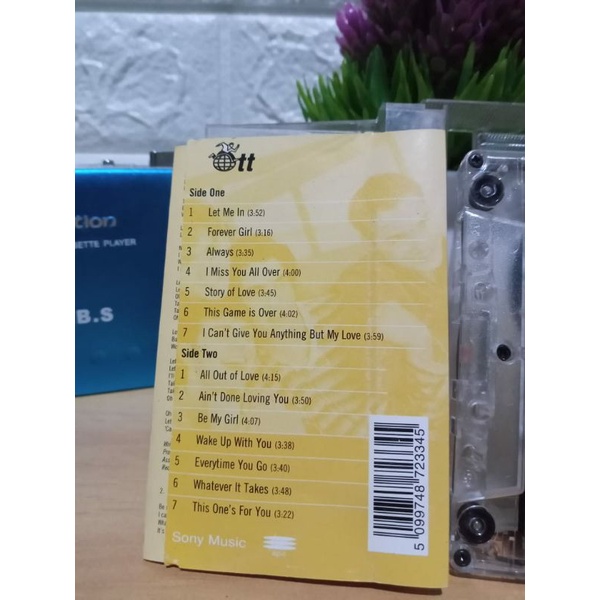 Ott
Side One
1 Let Me In (3.52)
2 Forever Girl (3:16)
3 Always (3:35)
4 I Miss You All Over (4:00)
5 Story of Love (3:45)
6 This Game is Over (4:02)
7 I Can't Give You Anything But My Love (3:59)
Side Two
1 All Out of Love (4:15)
2 Ain't Done Loving You (3:50)
3 Be My Girl (4:07)
4 Wake Up With You (3:38)
5 Everytime You Go (3:40)
6 Whatever It Takes (3:48)
7 This One's For You (3:22)
Sony Music
5 099748 723345
ETTE PLAYER
B.S